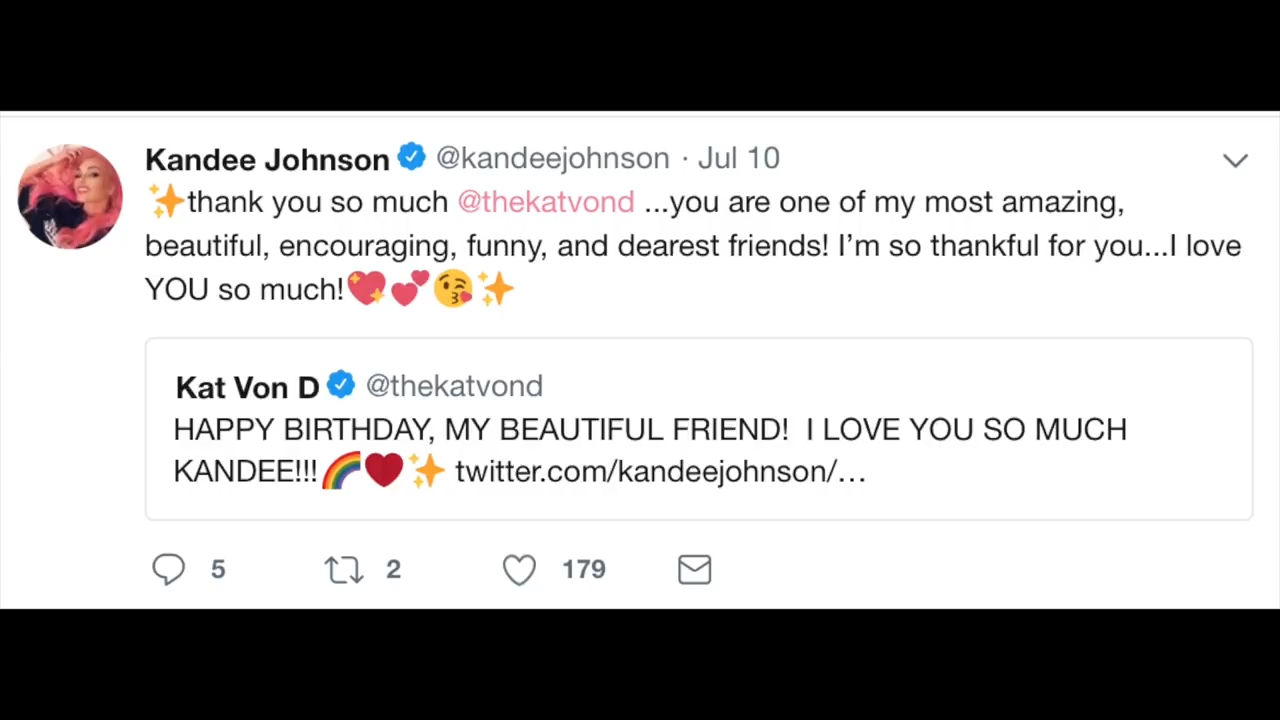 Kandee Johnson @kandeejohnson · Jul 10
✨thank you so much @thekatvond ...you are one of my most amazing,
beautiful, encouraging, funny, and dearest friends! I’m so thankful for you...I love
YOU so much!💖💕😘✨
Kat Von D @thekatvond
HAPPY BIRTHDAY, MY BEAUTIFUL FRIEND!  I LOVE YOU SO MUCH
KANDEE!!!🌈❤️✨ twitter.com/kandeejohnson/…
5 2 179